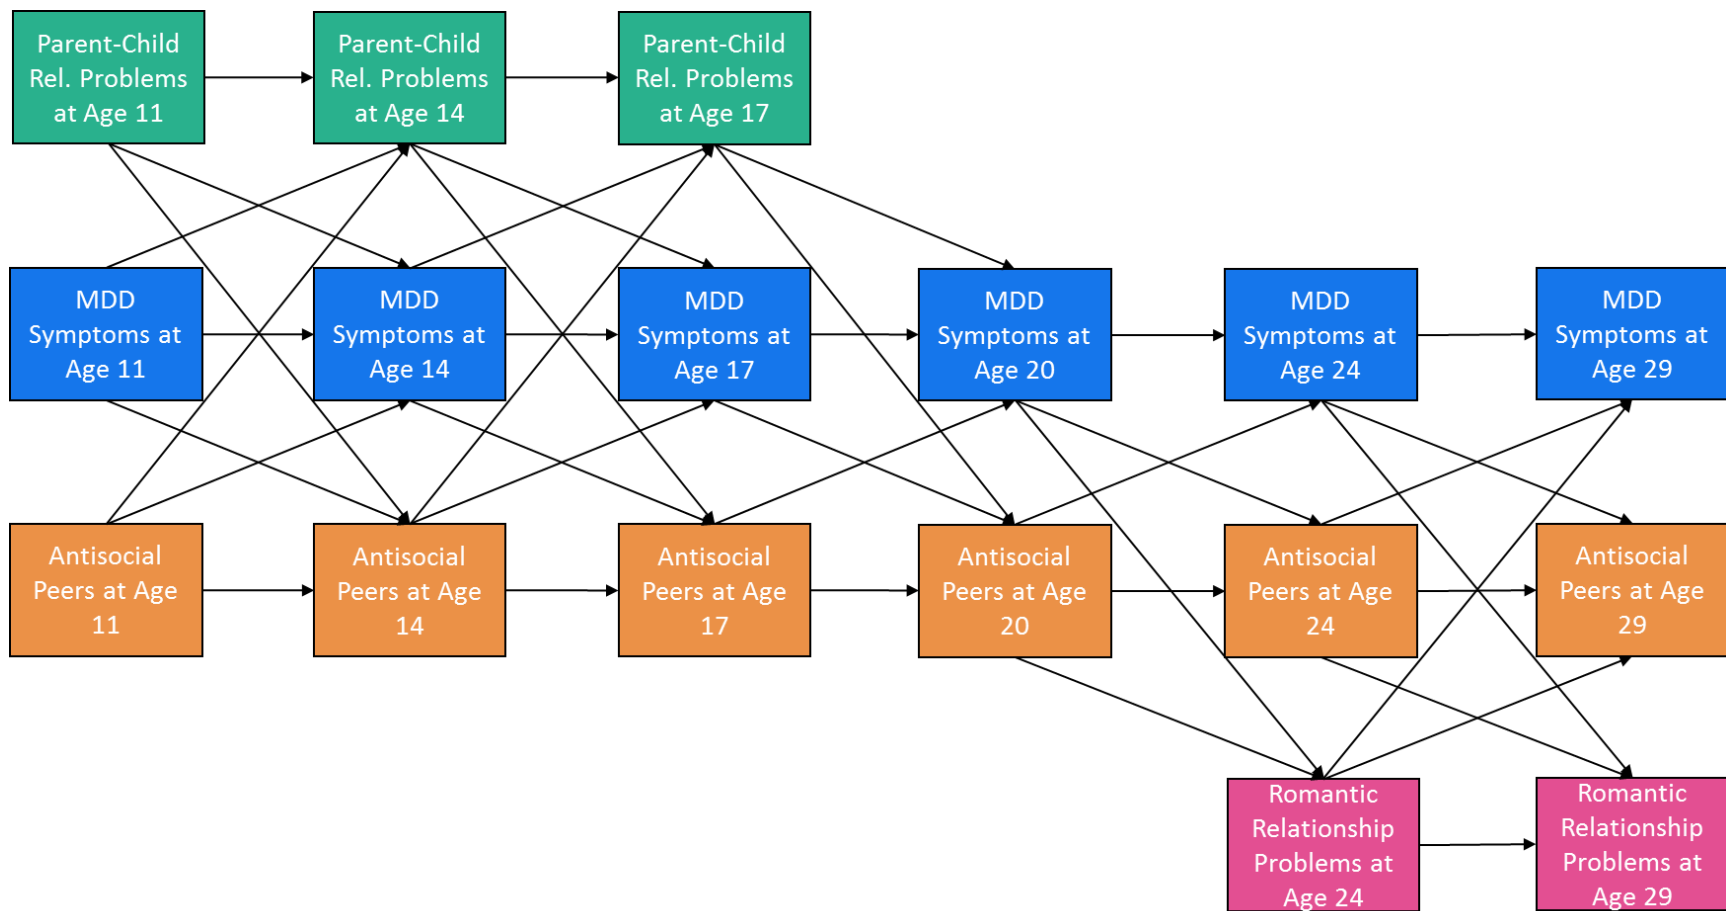 Parent-Child
Rel. Problems
at Age 11
Parent-Child
Rel. Problems
at Age 14
Parent-Child
Rel. Problems
at Age 17
MDD
Symptoms at
Age 11
MDD
Symptoms at
Age 14
MDD
Symptoms at
Age 17
MDD
Symptoms at
Age 20
MDD
Symptoms at
Age 24
MDD
Symptoms at
Age 29
Antisocial
Peers at Age
11
Antisocial
Peers at Age
14
Antisocial
Peers at Age
17
Antisocial
Peers at Age
20
Antisocial
Peers at Age
24
Antisocial
Peers at Age
29
Romantic
Relationship
Problems at
Age 24
Romantic
Relationship
Problems at
Age 29